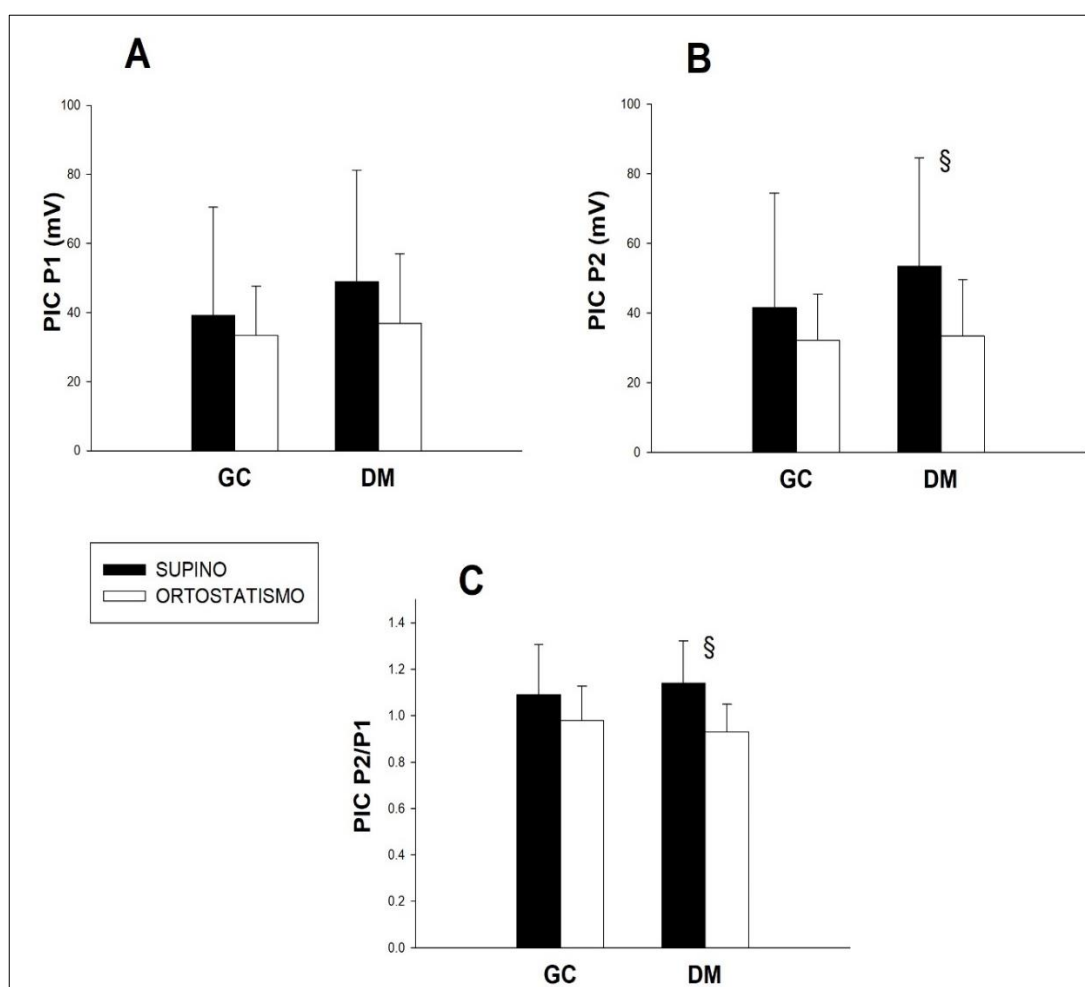 A
PIC P1 (mV)
100
80
60
40
20
0
GC DM
B
PIC P2 (mV)
100
80
60
40
20
0
§
GC DM
SUPINO
ORTOSTATISMO
C
PIC P2/P1
1.4
1.2
1.0
0.8
0.6
0.4
0.2
0.0
§
GC DM